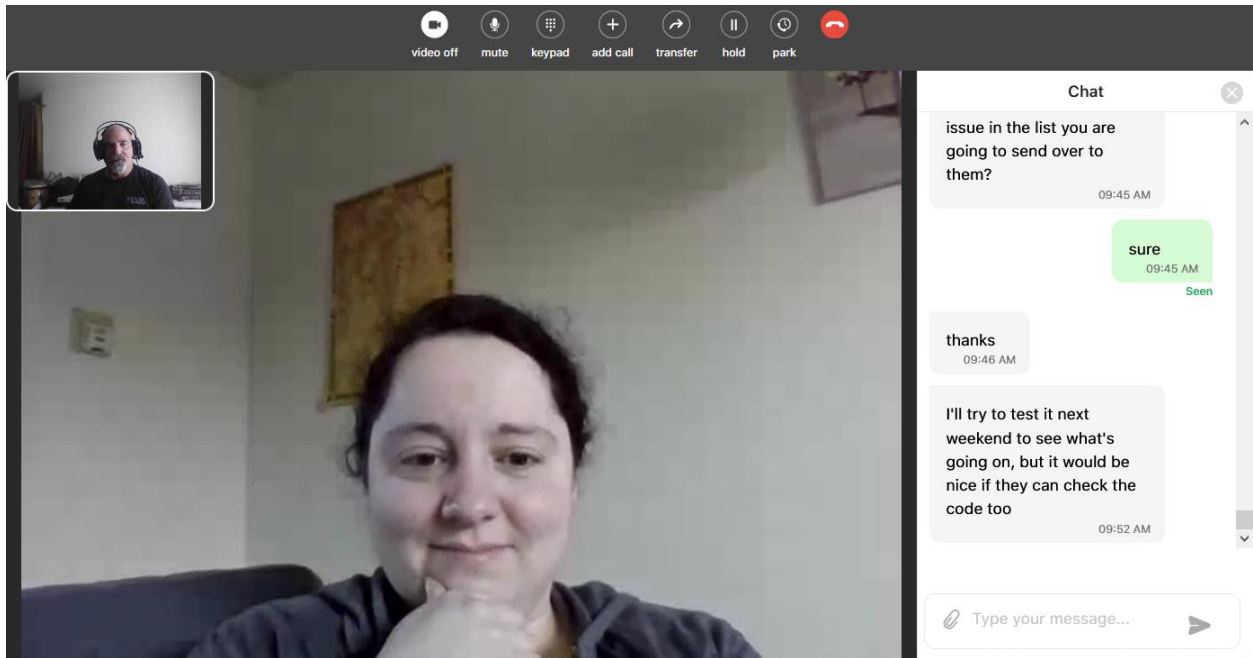 video off
mute
keypad
add call
transfer
hold
park
Chat
issue in the list you are
going to send over to
them?
09:45 AM
sure
09:45 AM
Seen
thanks
09:46 AM
I'll try to test it next
weekend to see what's
going on, but it would be
nice if they can check the
code too
09:52 AM
Type your message...